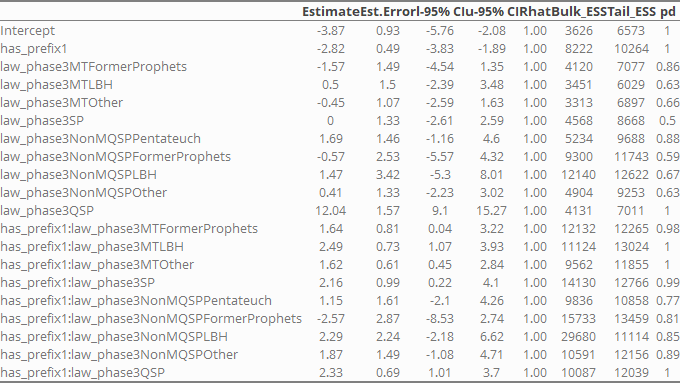 EstimateEst.Errorl-95% CIu-95% CIRhatBulk_ESSTail_ESS pd
Intercept -3.87 0.93 -5.76 -2.08 1.00 3626 6573 1
has_prefix1 -2.82 0.49 -3.83 -1.89 1.00 8222 10264 1
law_phase3MTFormerProphets -1.57 1.49 -4.54 1.35 1.00 4120 7077 0.86
law_phase3MTLBH 0.5 1.5 -2.39 3.48 1.00 3451 6029 0.63
law_phase3MTOther -0.45 1.07 -2.59 1.63 1.00 3313 6897 0.66
law_phase3SP 0 1.33 -2.61 2.59 1.00 4568 8668 0.5
law_phase3NonMQSPPentateuch 1.69 1.46 -1.16 4.6 1.00 5234 9688 0.88
law_phase3NonMQSPFormerProphets -0.57 2.53 -5.57 4.32 1.00 9300 11743 0.59
law_phase3NonMQSPLBH 1.47 3.42 -5.3 8.01 1.00 12140 12622 0.67
law_phase3NonMQSPOther 0.41 1.33 -2.23 3.02 1.00 4904 9253 0.63
law_phase3QSP 12.04 1.57 9.1 15.27 1.00 4131 7011 1
has_prefix1:law_phase3MTFormerProphets 1.64 0.81 0.04 3.22 1.00 12132 12265 0.98
has_prefix1:law_phase3MTLBH 2.49 0.73 1.07 3.93 1.00 11124 13024 1
has_prefix1:law_phase3MTOther 1.62 0.61 0.45 2.84 1.00 9562 11855 1
has_prefix1:law_phase3SP 2.16 0.99 0.22 4.1 1.00 14130 12766 0.99
has_prefix1:law_phase3NonMQSPPentateuch 1.15 1.61 -2.1 4.26 1.00 9836 10858 0.77
has_prefix1:law_phase3NonMQSPFormerProphets -2.57 2.87 -8.53 2.74 1.00 15733 13459 0.81
has_prefix1:law_phase3NonMQSPLBH 2.29 2.24 -2.18 6.62 1.00 29680 11114 0.85
has_prefix1:law_phase3NonMQSPOther 1.87 1.49 -1.08 4.71 1.00 10591 12156 0.89
has_prefix1:law_phase3QSP 2.33 0.69 1.01 3.7 1.00 10087 12039 1